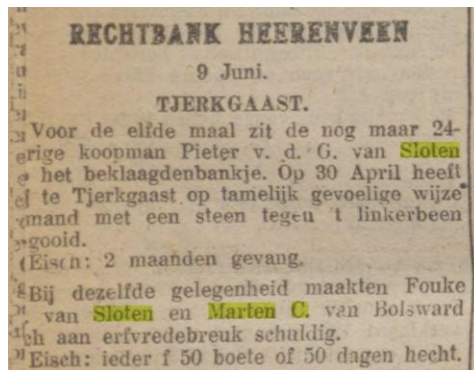 RECHTBANK HEERENVEEN
9 Juni.
TJERKGAAST.
Voor de elfde maal zit de nog maar 24-
erige koopman Pieter v. d. G. van Sloten
het beklaagdenbankje. Op 30 April heeft
te Tjerkgaast op tamelijk gevoelige wijze
mand met een steen tegen 't linkerbeen
gooid.
Eisch: 2 maanden gevang.
Bij dezelfde gelegenheid maakten Fouke
van Sloten en Marten C. van Bolsward
ch aan erfvredebreuk schuldig.
Eisch: ieder f 50 boete of 50 dagen hecht.